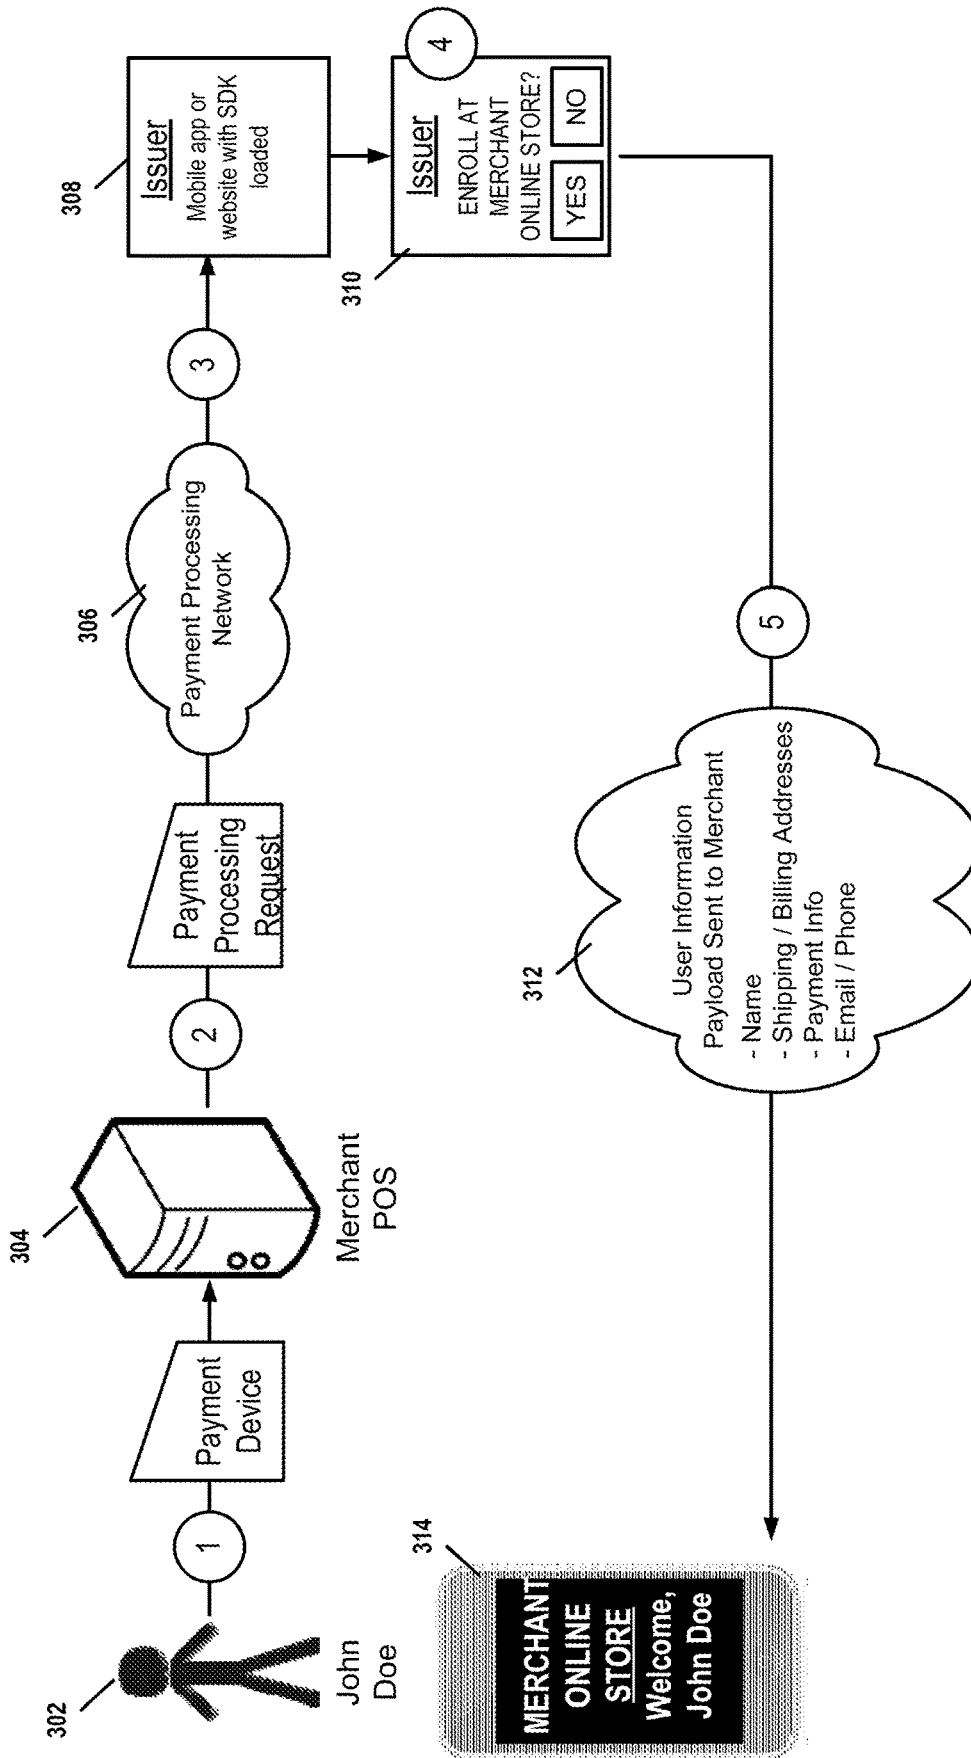 302
John
Doe
1
Payment
Device
304
Merchant
POS
2
Payment
Processing
Request
306
Payment Processing
Network
3
308
Issuer
Mobile app or
website with SDK
loaded
310
4
Issuer
ENROLL AT
MERCHANT
ONLINE STORE?
YES
NO
5
312
User Information
Payload Sent to Merchant
- Name
- Shipping / Billing Addresses
- Payment Info
- Email / Phone
314
MERCHANT
ONLINE
STORE
Welcome,
John Doe